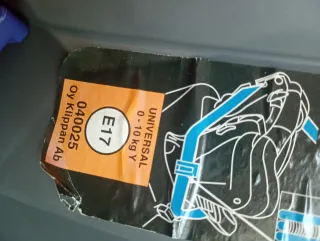 UNIVERSAL
0 - 10 kg Y
E17
040025
Oy Klippan Ab